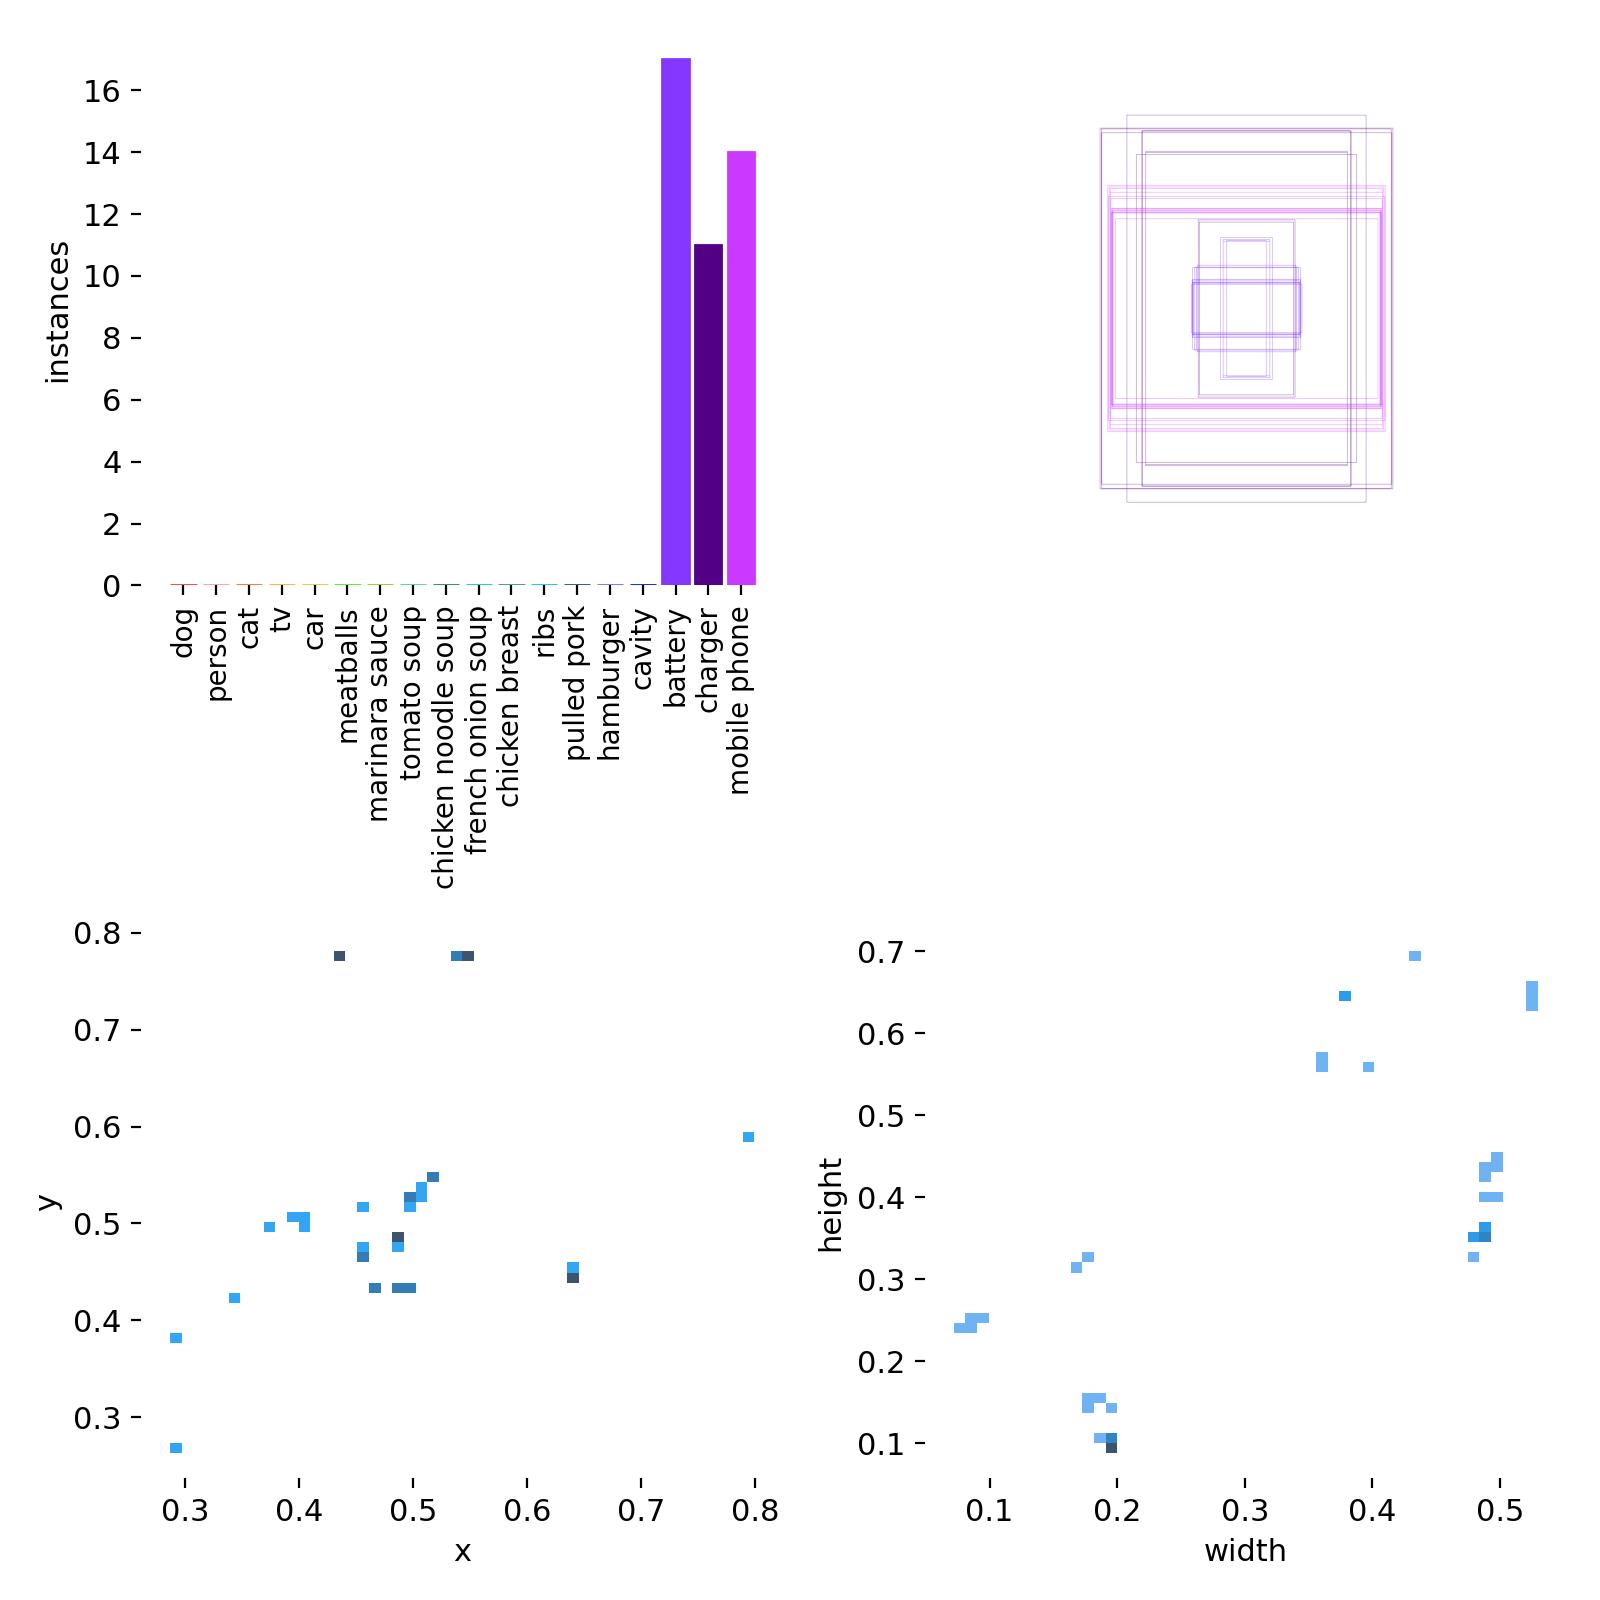 16
14
12
10
8
6
4
2
0
instances
dog
person
cat
tv
car
meatballs
marinara sauce
tomato soup
chicken noodle soup
french onion soup
chicken breast
ribs
pulled pork
hamburger
cavity
battery
charger
mobile phone
0.8
0.7
0.6
0.5
0.4
0.3
y
0.3 0.4 0.5 0.6 0.7 0.8
x
0.7
0.6
0.5
0.4
0.3
0.2
0.1
height
0.1 0.2 0.3 0.4 0.5
width